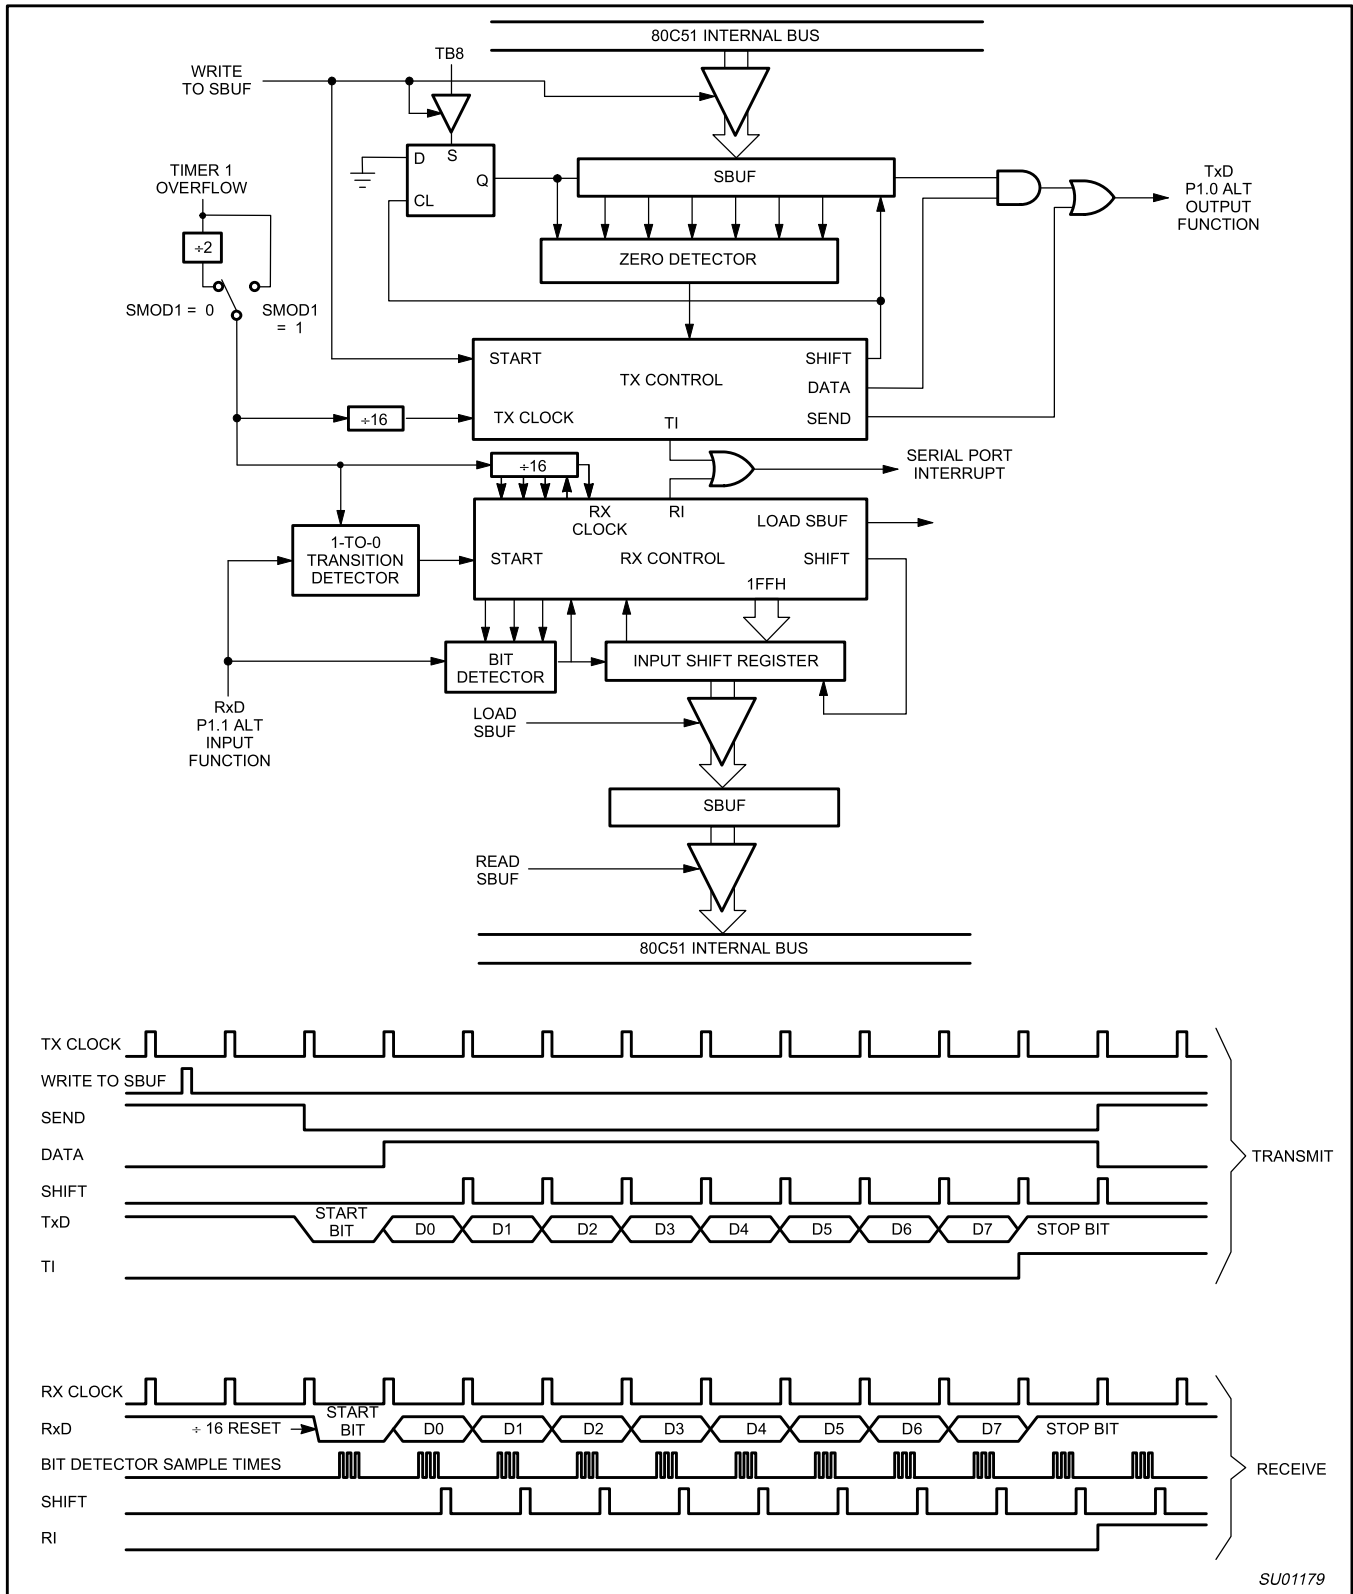 80C51 INTERNAL BUS
TB8
WRITE
TO SBUF
D
S
Q
CL
SBUF
TxD
P1.0 ALT
OUTPUT
FUNCTION
TIMER 1
OVERFLOW
÷2
ZERO DETECTOR
SMOD1 = 0
SMOD1
= 1
START
SHIFT
TX CONTROL
DATA
÷16
TX CLOCK
TI
SEND
SERIAL PORT
INTERRUPT
÷16
RX
CLOCK
RI
LOAD SBUF
1-TO-0
TRANSITION
DETECTOR
START
RX CONTROL
SHIFT
1FFH
BIT
DETECTOR
INPUT SHIFT REGISTER
RxD
P1.1 ALT
INPUT
FUNCTION
LOAD
SBUF
SBUF
READ
SBUF
80C51 INTERNAL BUS
TX CLOCK
WRITE TO SBUF
SEND
DATA
SHIFT
TxD
START
BIT
D0 D1 D2 D3 D4 D5 D6 D7 STOP BIT
TI
TRANSMIT
RX CLOCK
RxD
÷ 16 RESET
START
BIT
D0 D1 D2 D3 D4 D5 D6 D7 STOP BIT
BIT DETECTOR SAMPLE TIMES
SHIFT
RI
RECEIVE
SU01179